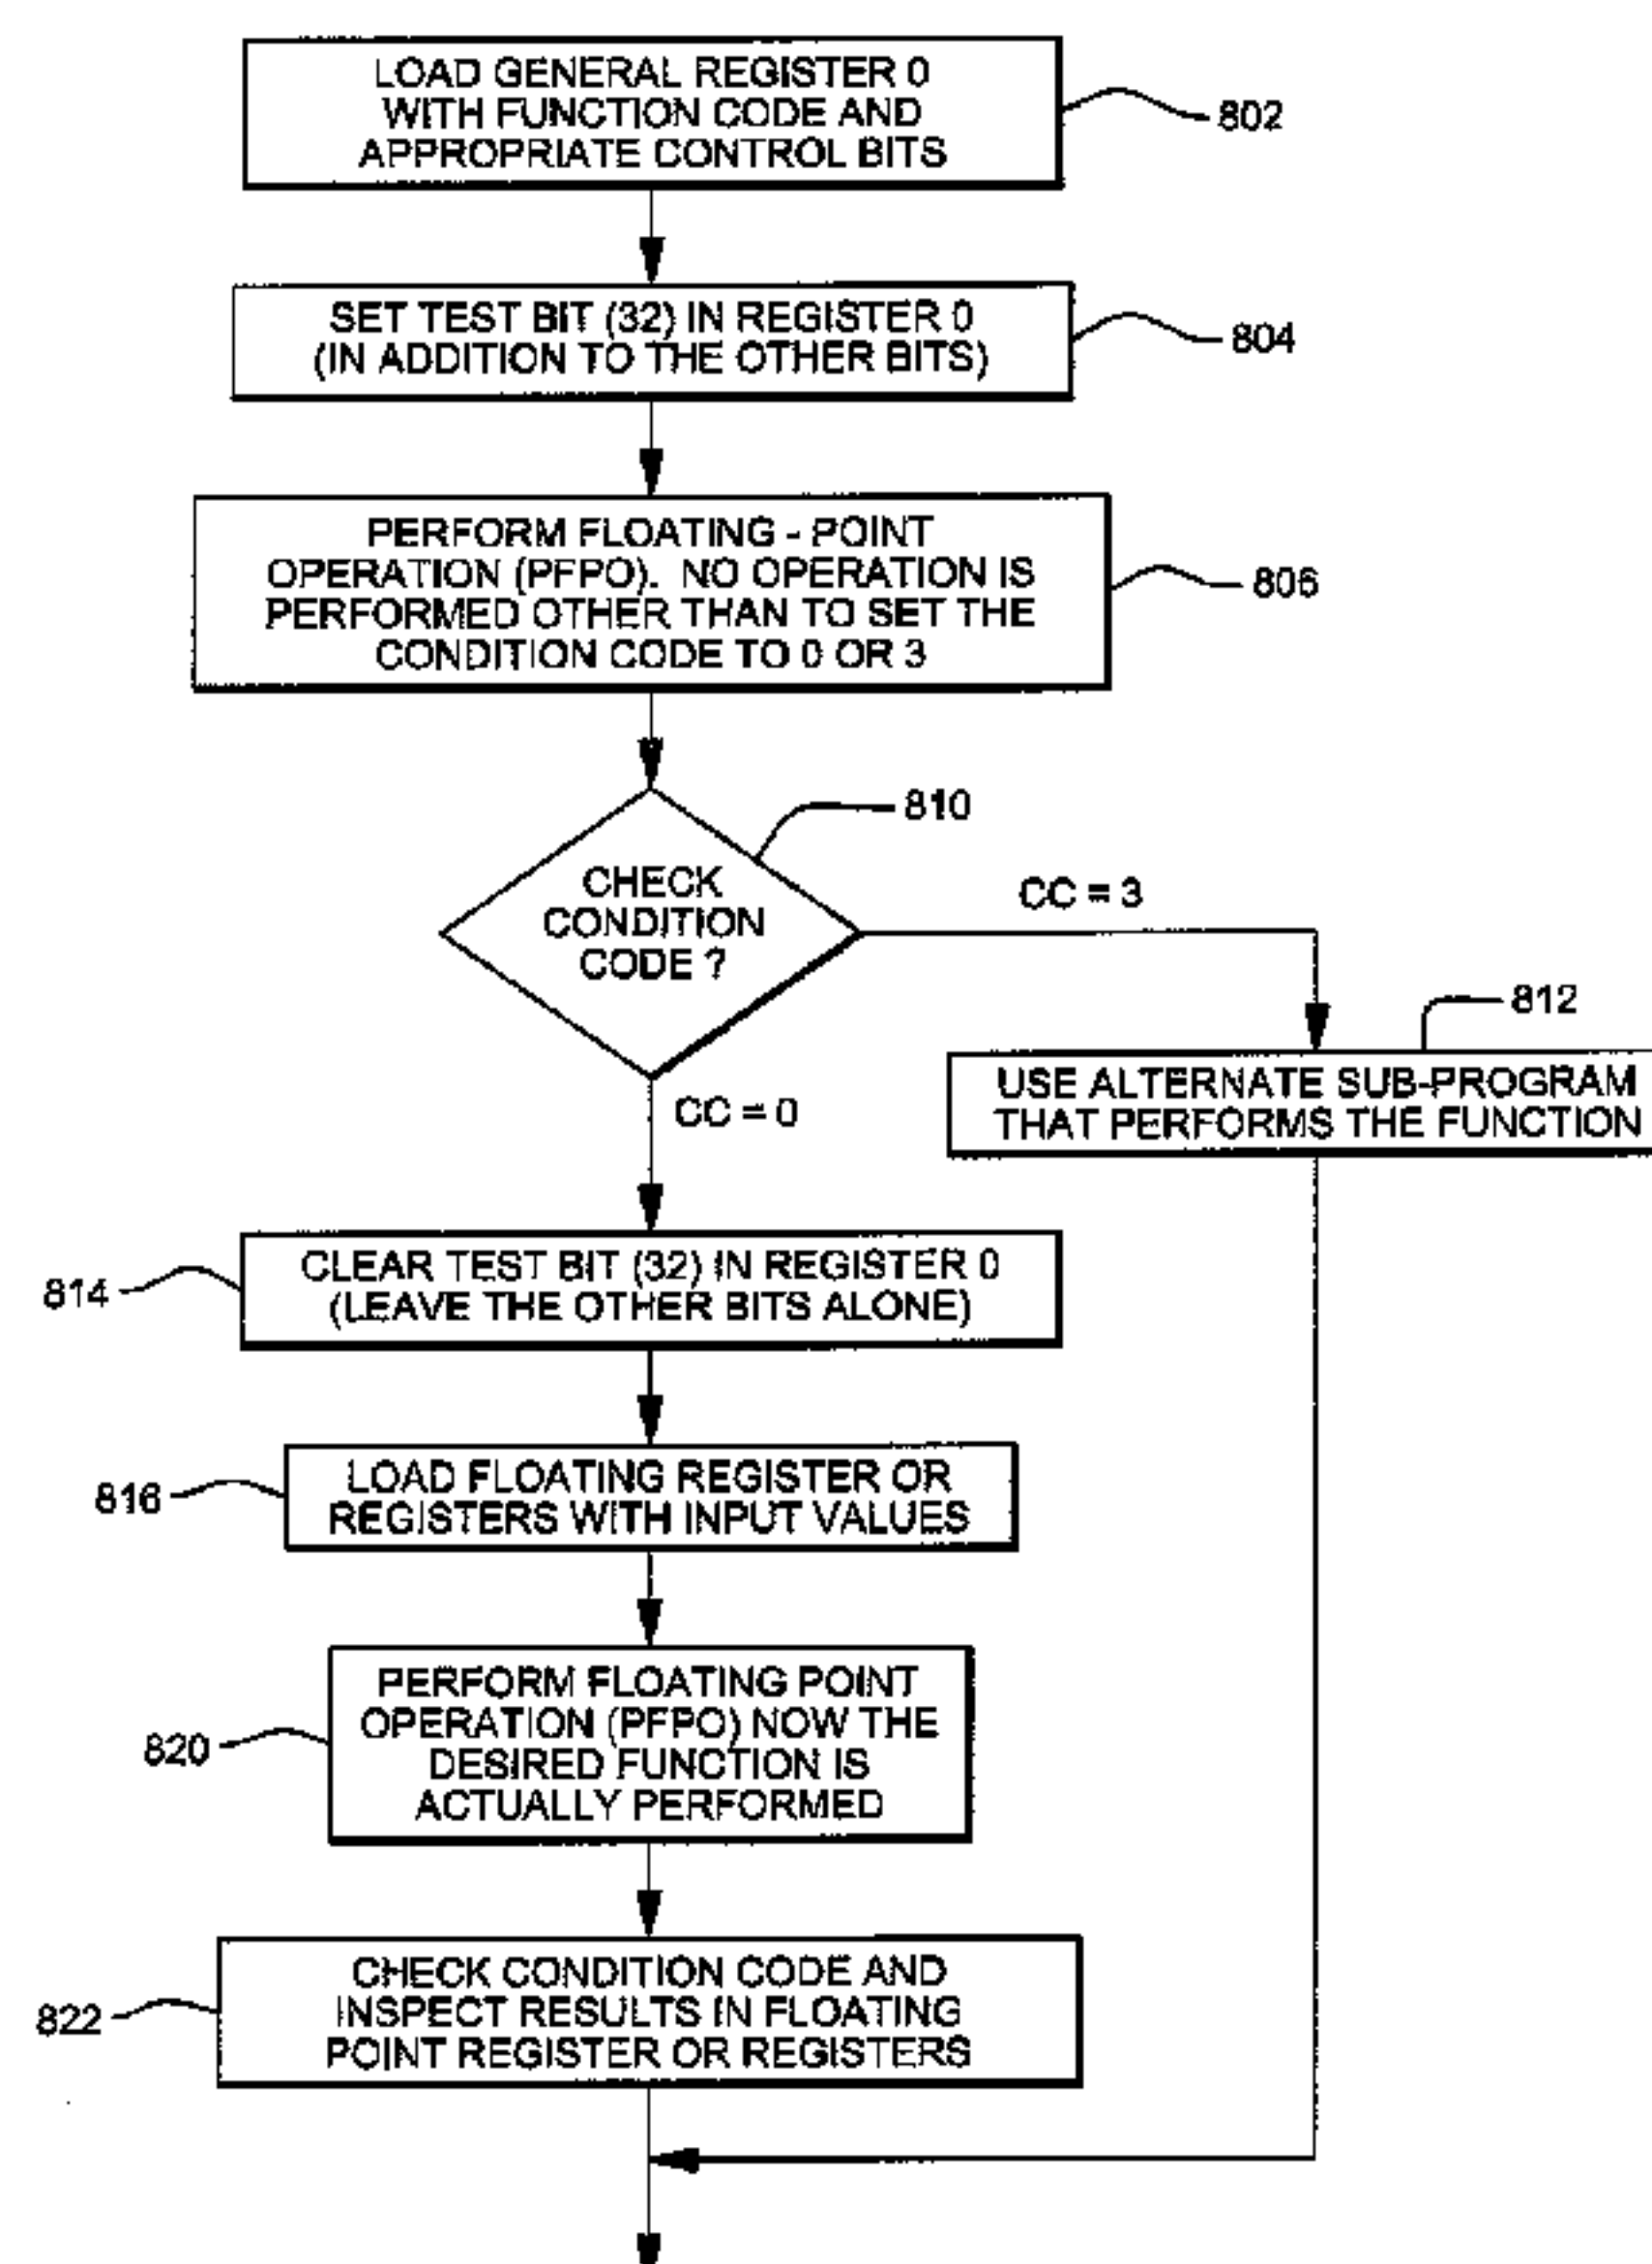 LOAD GENERAL REGISTER 0
WITH FUNCTION CODE AND
APPROPRIATE CONTROL BITS
802
SET TEST BIT (32) IN REGISTER 0
(IN ADDITION TO THE OTHER BITS)
804
PERFORM FLOATING - POINT
OPERATION (PFPO). NO OPERATION IS
PERFORMED OTHER THAN TO SET THE
CONDITION CODE TO 0 OR 3
806
810
CHECK
CONDITION
CODE ?
CC = 3
812
USE ALTERNATE SUB-PROGRAM
THAT PERFORMS THE FUNCTION
CC = 0
CLEAR TEST BIT (32) IN REGISTER 0
(LEAVE THE OTHER BITS ALONE)
814
LOAD FLOATING REGISTER OR
REGISTERS WITH INPUT VALUES
816
PERFORM FLOATING POINT
OPERATION (PFPO) NOW THE
DESIRED FUNCTION IS
ACTUALLY PERFORMED
820
CHECK CONDITION CODE AND
INSPECT RESULTS IN FLOATING
POINT REGISTER OR REGISTERS
822